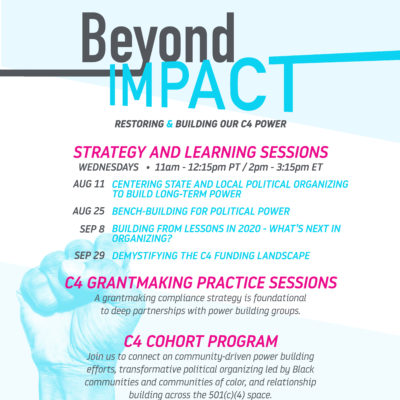 Beyond
IMPACT
RESTORING & BUILDING OUR C4 POWER
STRATEGY AND LEARNING SESSIONS
WEDNESDAYS • 11am - 12:15pm PT / 2pm - 3:15pm ET
AUG 11 CENTERING STATE AND LOCAL POLITICAL ORGANIZING
TO BUILD LONG-TERM POWER
AUG 25 BENCH-BUILDING FOR POLITICAL POWER
SEP 8 BUILDING FROM LESSONS IN 2020 - WHAT'S NEXT IN
ORGANIZING?
SEP 29 DEMYSTIFYING THE C4 FUNDING LANDSCAPE
C4 GRANTMAKING PRACTICE SESSIONS
A grantmaking compliance strategy is foundational
to deep partnerships with power building groups.
C4 COHORT PROGRAM
Join us to connect on community-driven power building
efforts, transformative political organizing led by Black
communities and communities of color, and relationship
building across the 501(c)(4) space.